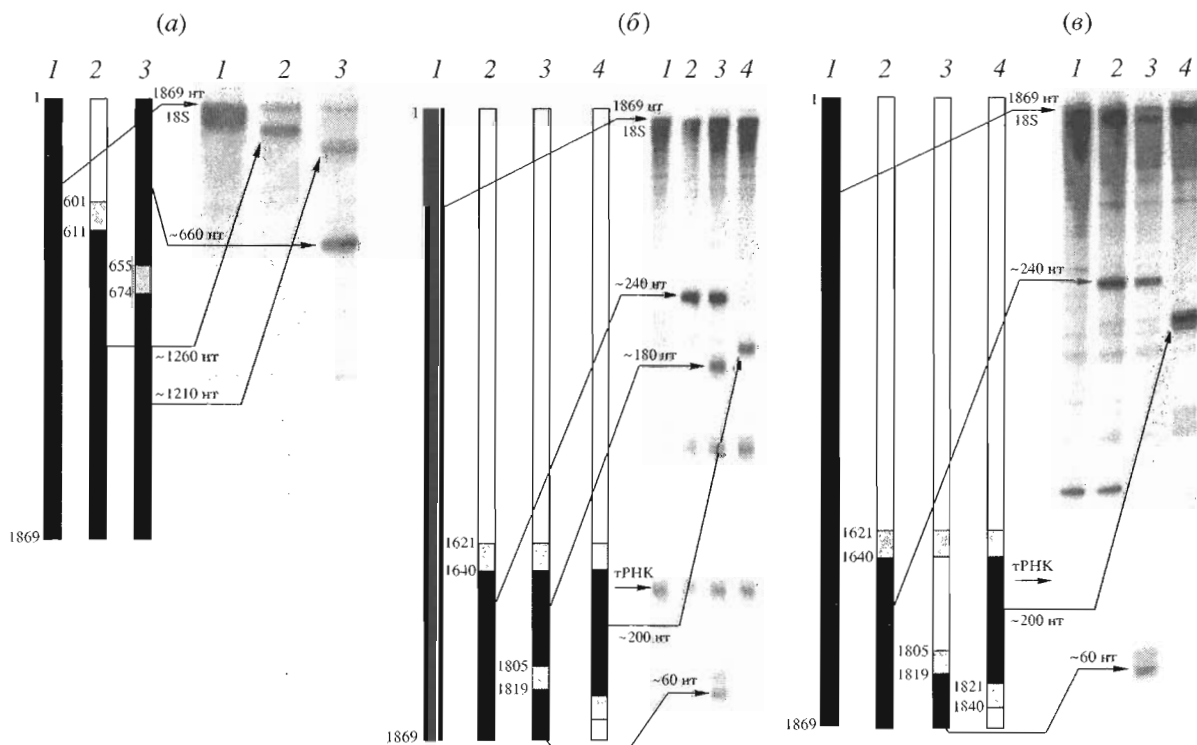 (а)
1 2 3
1 2 3
1
1869 нт
18S
601
611
~660 нт
655
674
~1260 нт
~1210 нт
1869
(б)
1 2 3 4
1 2 3 4
1
1869 нт
18S
~240 нт
~180 нт
1621
1640
тРНК
~200 нт
1805
1819
~60 нт
1869
(в)
1 2 3 4
1 2 3 4
1
1869 нт
18S
~240 нт
1621
1640
тРНК
~200 нт
1805
1819
1821
1840
~60 нт
1869